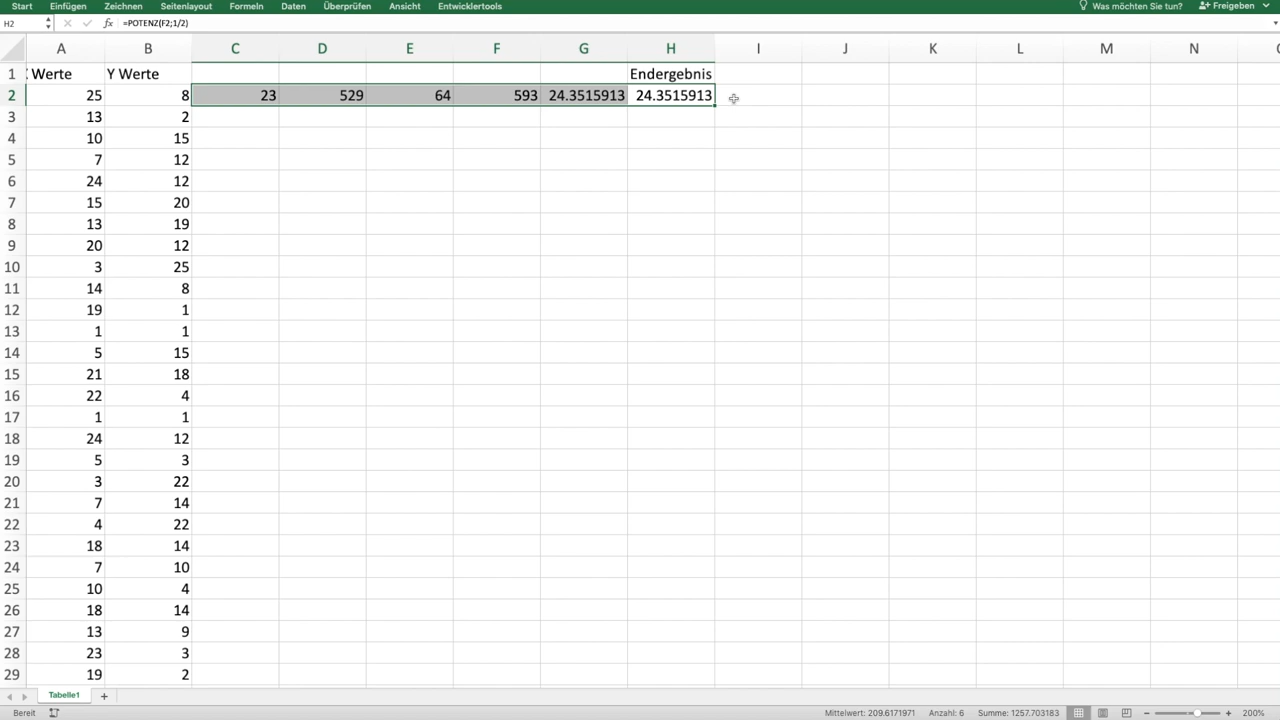 Start Einfügen Zeichnen Seitenlayout Formeln Daten Überprüfen Ansicht Entwicklertools Was möchten Sie tun? Freigeben
H2 fx =POTENZ(F2;1/2)
A B C D E F G H I J K L M N
1 Werte Y Werte Endergebnis
2 25 8 23 529 64 593 24.3515913 24.3515913
3 13 2
4 10 15
5 7 12
6 24 12
7 15 20
8 13 19
9 20 12
10 3 25
11 14 8
12 19 1
13 1 1
14 5 15
15 21 18
16 22 4
17 1 1
18 24 12
19 5 3
20 3 22
21 7 14
22 4 22
23 18 14
24 7 10
25 10 4
26 18 14
27 13 9
28 23 3
29 19 2
Tabelle1
Bereit Mittelwert: 209.6171971 Anzahl: 6 Summe: 1257.703183 200%